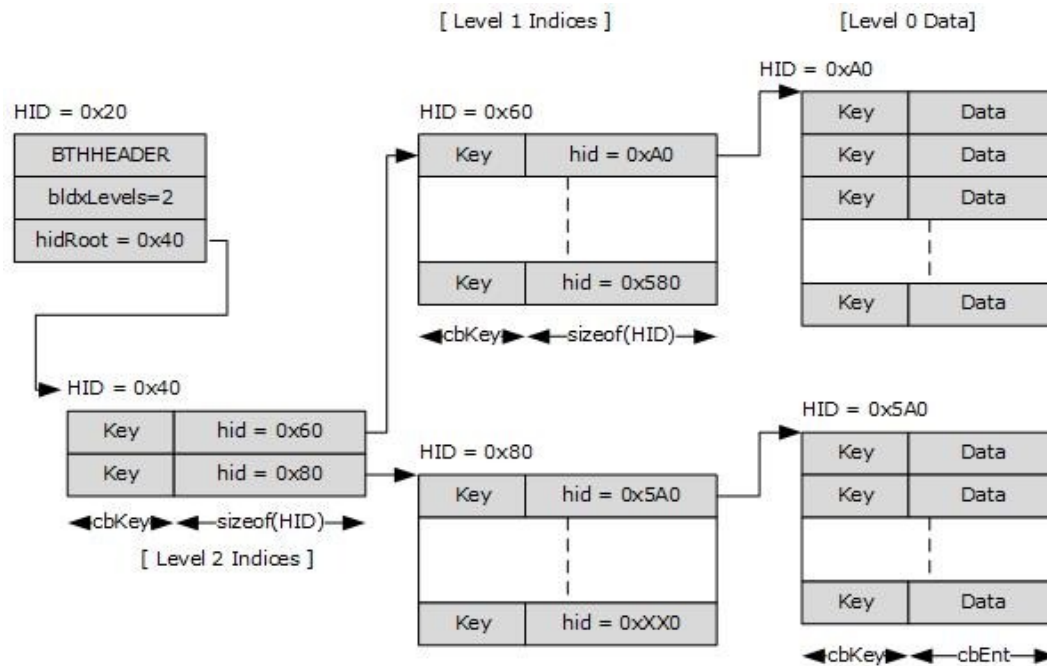 [ Level 1 Indices ]
[Level 0 Data]
HID = 0x20
BTHHEADER
bIdxLevels=2
hidRoot = 0x40
HID = 0x60
Key hid = 0xA0
Key hid = 0x580
cbKey sizeof(HID)
HID = 0xA0
Key Data
Key Data
Key Data
Key Data
HID = 0x40
Key hid = 0x60
Key hid = 0x80
cbKey sizeof(HID)
[ Level 2 Indices ]
HID = 0x80
Key hid = 0x5A0
Key hid = 0xXX0
HID = 0x5A0
Key Data
Key Data
Key Data
cbKey cbEnt